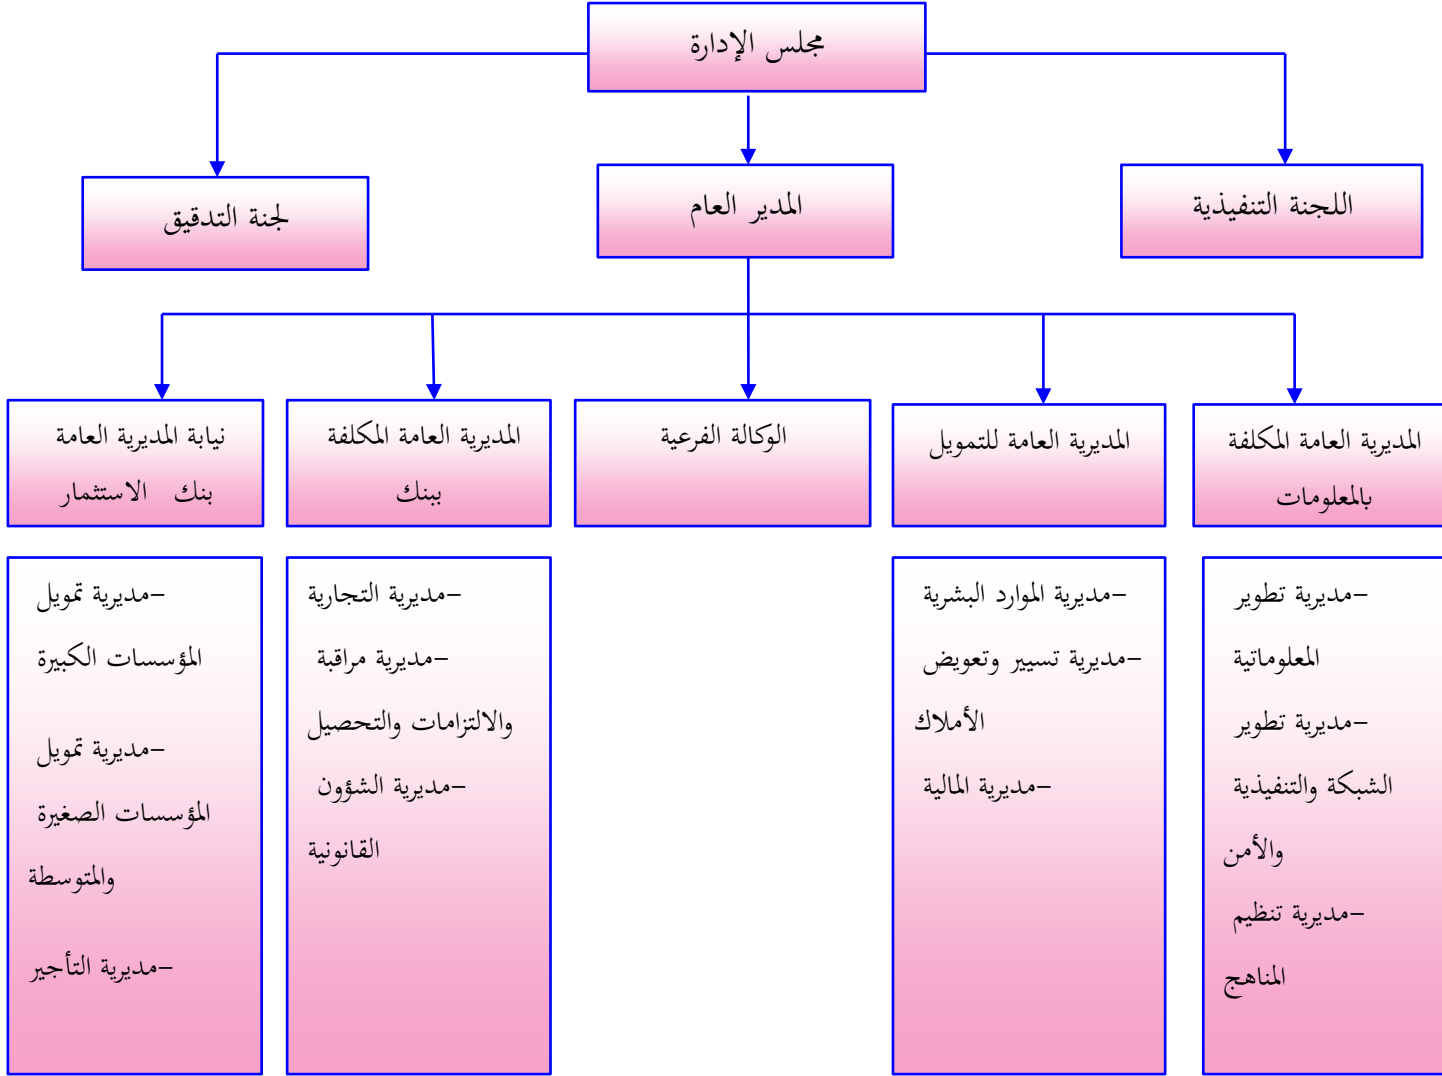 مجلس الإدارة
اللجنة التنفيذية
المدير العام
لجنة التدقيق
المديرية العامة المكلفة
بالمعلومات
المديرية العامة للتمويل
الوكالة الفرعية
المديرية العامة المكلفة
ببنك
نيابة المديرية العامة
بنك الاستثمار
-مديرية تطوير
المعلوماتية
-مديرية تطوير
الشبكة والتنفيذية
والأمن
-مديرية تنظيم
المناهج
-مديرية الموارد البشرية
-مديرية تسيير وتعويض
الأملاك
-مديرية المالية
-مديرية التجارية
-مديرية مراقبة
والالتزامات والتحصيل
-مديرية الشؤون
القانونية
-مديرية تمويل
المؤسسات الكبيرة
-مديرية تمويل
المؤسسات الصغيرة
والمتوسطة
-مديرية التأجير